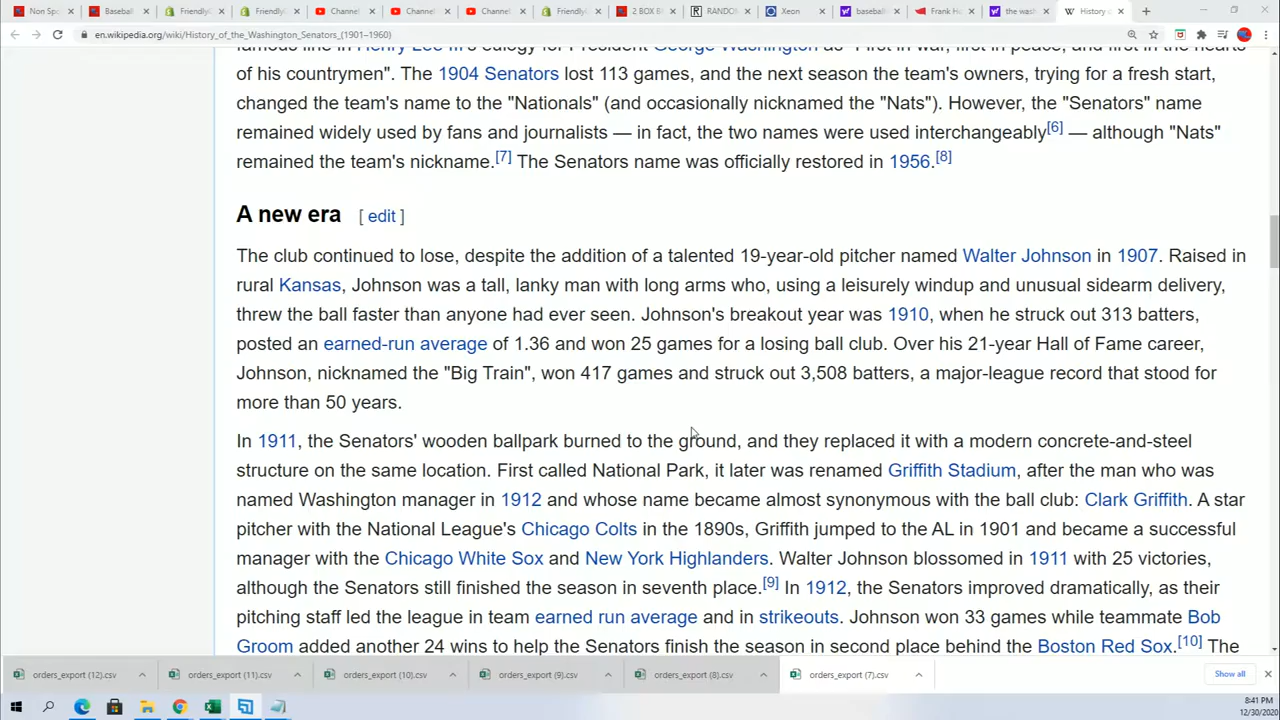 Non Spo
Baseball
FriendlyC
FriendlyC
Channel
Channel
Channel
FriendlyC
2 BOX B
RANDO
Xeon
baseball
Frank Ho
the wash
History o
en.wikipedia.org/wiki/History_of_the_Washington_Senators_(1901–1960)
famous line in Henry Lee III's eulogy for President George Washington as "First in war, first in peace, and first in the hearts
of his countrymen". The 1904 Senators lost 113 games, and the next season the team's owners, trying for a fresh start,
changed the team's name to the "Nationals" (and occasionally nicknamed the "Nats"). However, the "Senators" name
remained widely used by fans and journalists — in fact, the two names were used interchangeably[6] — although "Nats"
remained the team's nickname.[7] The Senators name was officially restored in 1956.[8]
A new era [ edit ]
The club continued to lose, despite the addition of a talented 19-year-old pitcher named Walter Johnson in 1907. Raised in
rural Kansas, Johnson was a tall, lanky man with long arms who, using a leisurely windup and unusual sidearm delivery,
threw the ball faster than anyone had ever seen. Johnson's breakout year was 1910, when he struck out 313 batters,
posted an earned-run average of 1.36 and won 25 games for a losing ball club. Over his 21-year Hall of Fame career,
Johnson, nicknamed the "Big Train", won 417 games and struck out 3,508 batters, a major-league record that stood for
more than 50 years.
In 1911, the Senators' wooden ballpark burned to the ground, and they replaced it with a modern concrete-and-steel
structure on the same location. First called National Park, it later was renamed Griffith Stadium, after the man who was
named Washington manager in 1912 and whose name became almost synonymous with the ball club: Clark Griffith. A star
pitcher with the National League's Chicago Colts in the 1890s, Griffith jumped to the AL in 1901 and became a successful
manager with the Chicago White Sox and New York Highlanders. Walter Johnson blossomed in 1911 with 25 victories,
although the Senators still finished the season in seventh place.[9] In 1912, the Senators improved dramatically, as their
pitching staff led the league in team earned run average and in strikeouts. Johnson won 33 games while teammate Bob
Groom added another 24 wins to help the Senators finish the season in second place behind the Boston Red Sox.[10] The
orders_export (12).csv
orders_export (11).csv
orders_export (10).csv
orders_export (9).csv
orders_export (8).csv
orders_export (7).csv
Show all
8:41 PM
12/30/2020